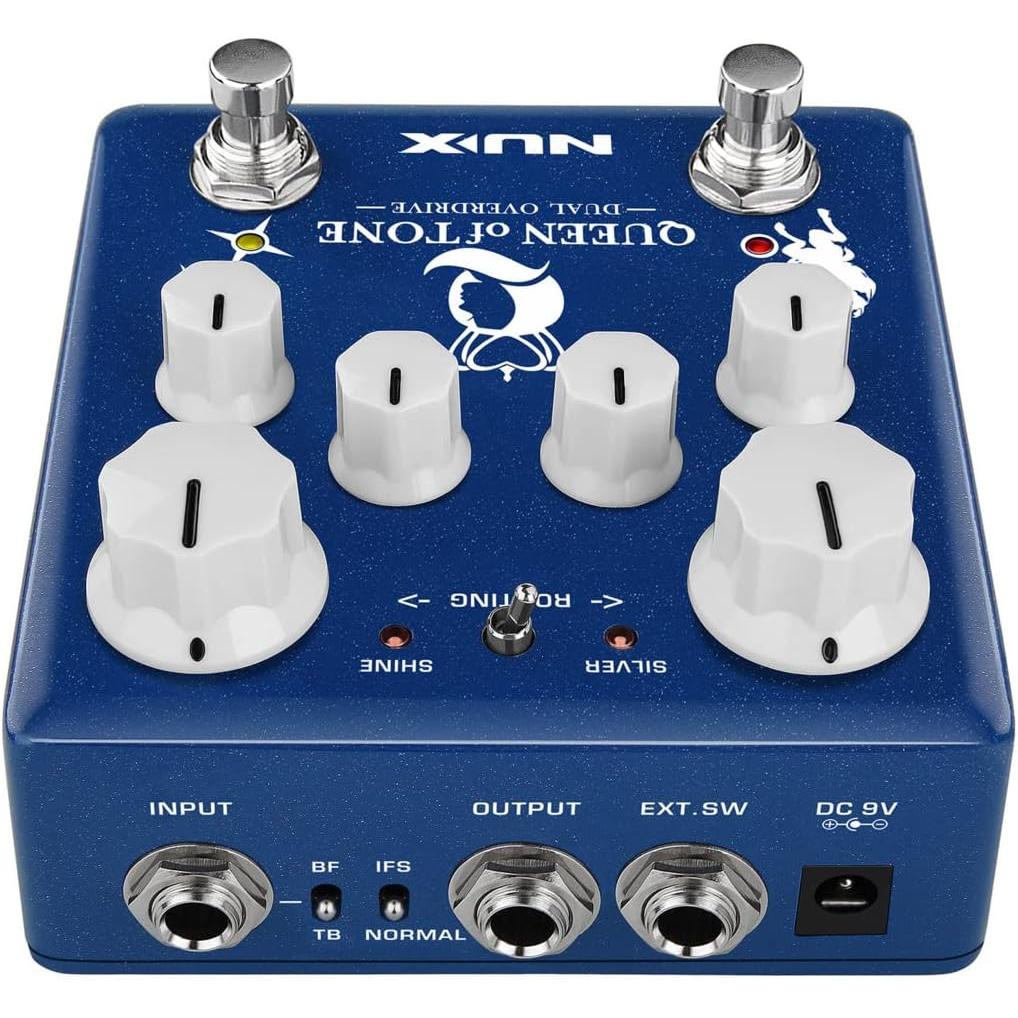 NUX
QUEEN of TONE
— DUAL OVERDRIVE —
<- ROUTING ->
SHINE
SILVER
INPUT
OUTPUT
EXT.SW
DC 9V
BF
IFS
TB
NORMAL